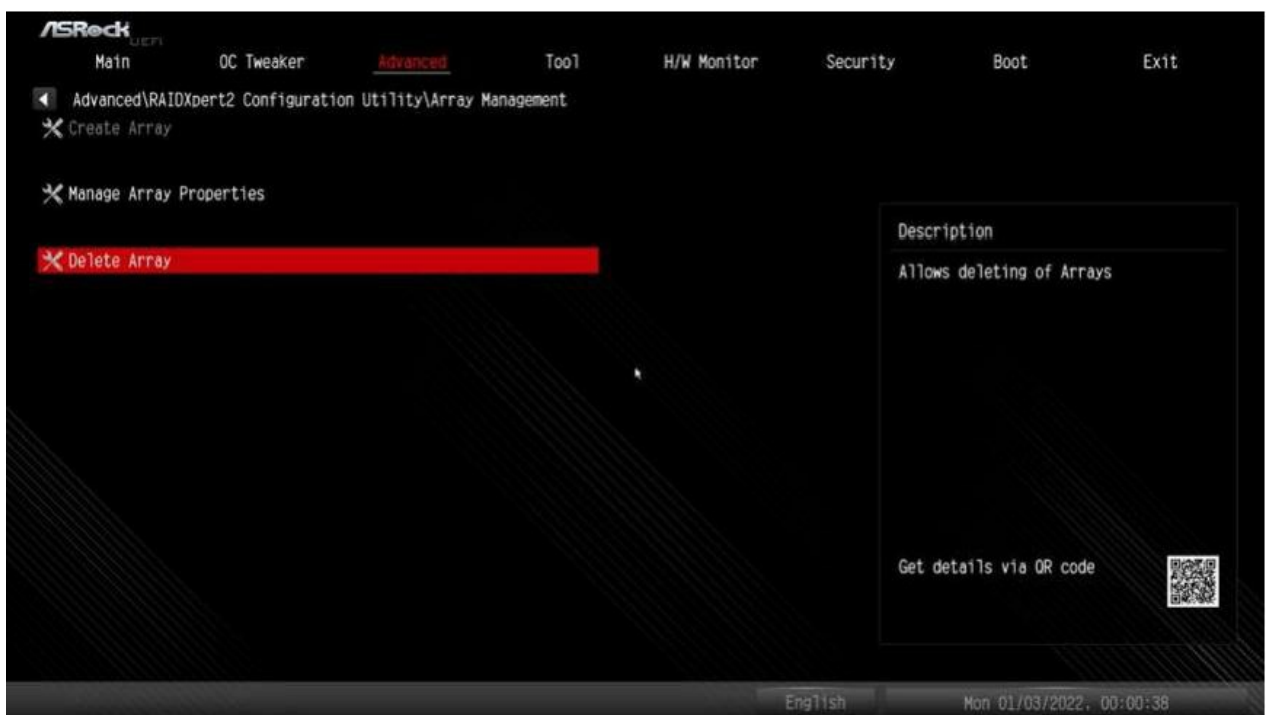 ASRock
UEFI
Main OC Tweaker Advanced Tool H/W Monitor Security Boot Exit
Advanced\RAIDXpert2 Configuration Utility\Array Management
Create Array
Manage Array Properties
Delete Array
Description
Allows deleting of Arrays
Get details via QR code
English Mon 01/03/2022, 00:00:38